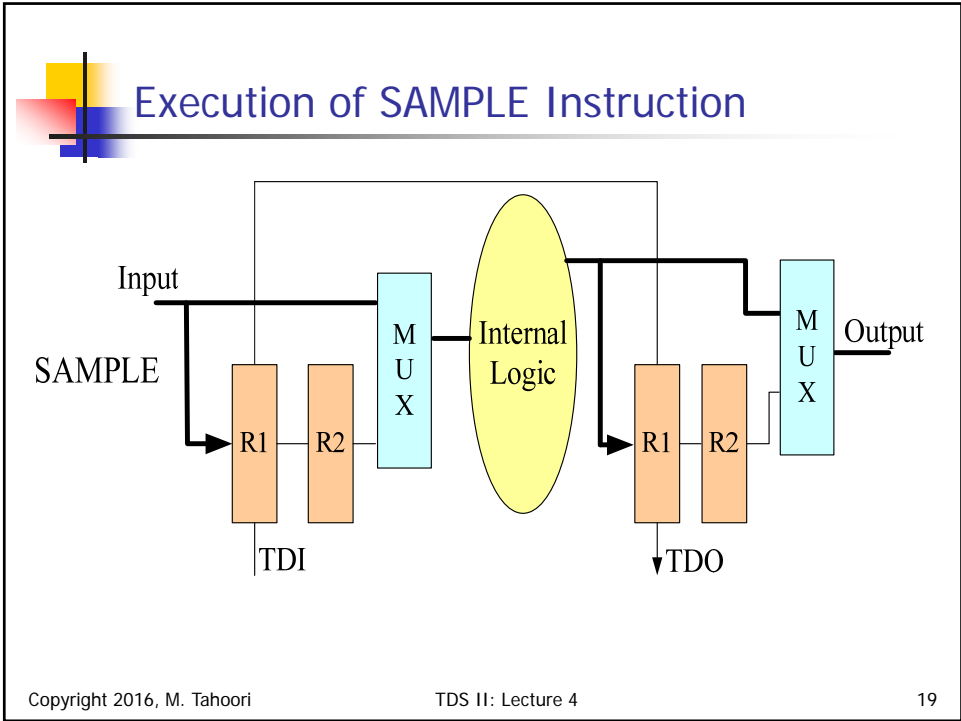 Execution of SAMPLE Instruction
Input
SAMPLE
R1
R2
M
U
X
Internal
Logic
R1
R2
M
U
X
Output
TDI
TDO
Copyright 2016, M. Tahoori
TDS II: Lecture 4
19